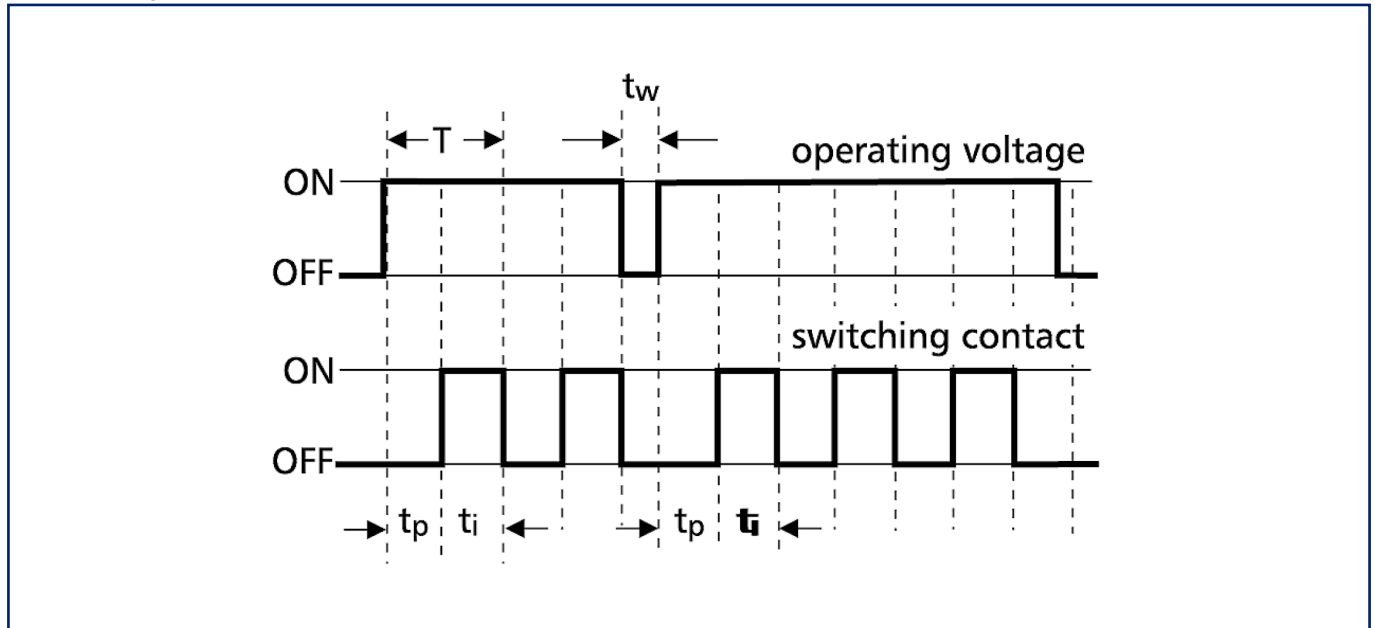 tw
T
operating voltage
ON
OFF
switching contact
ON
OFF
tp ti tp ti